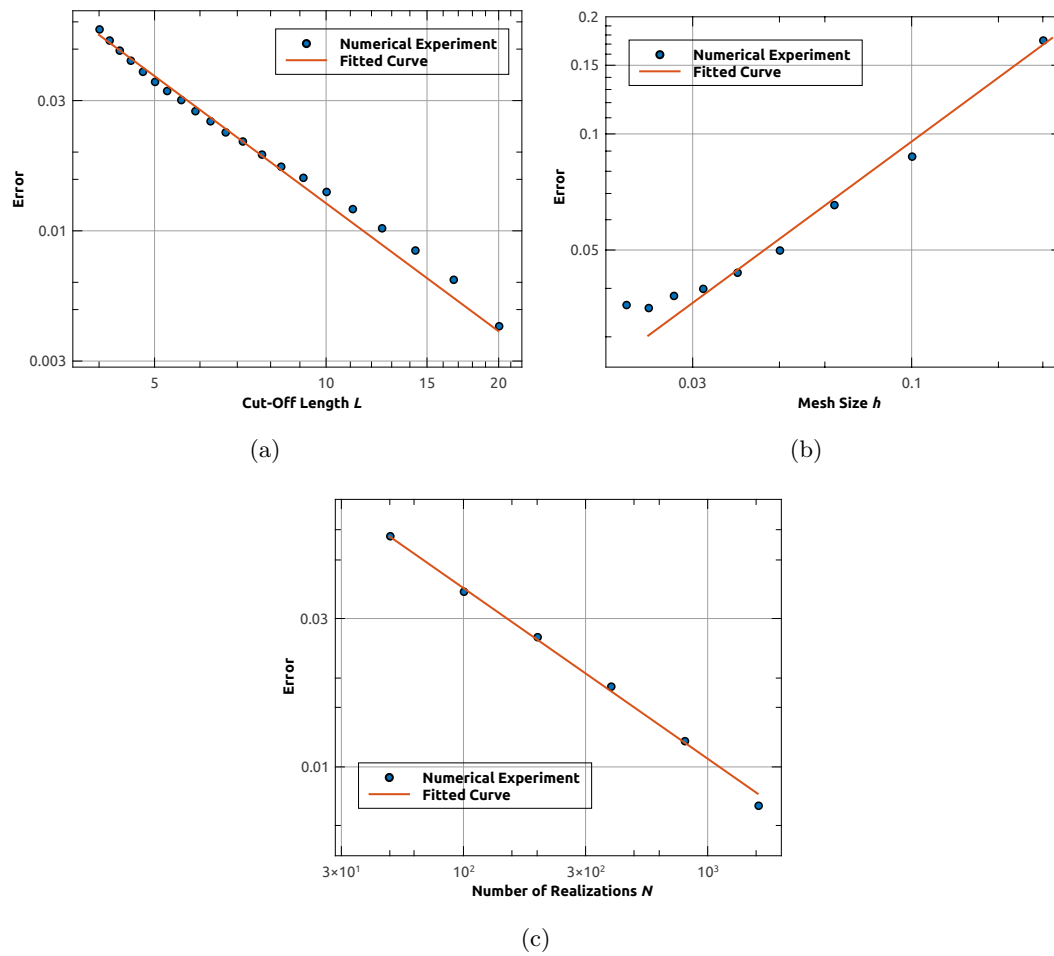 Numerical Experiment
Fitted Curve
0.03
0.01
0.003
Error
5
10
15
20
Cut-Off Length L
(a)
Numerical Experiment
Fitted Curve
0.2
0.15
0.1
0.05
Error
0.03
0.1
Mesh Size h
(b)
0.03
0.01
Error
Numerical Experiment
Fitted Curve
3×10¹
10²
3×10²
10³
Number of Realizations N
(c)